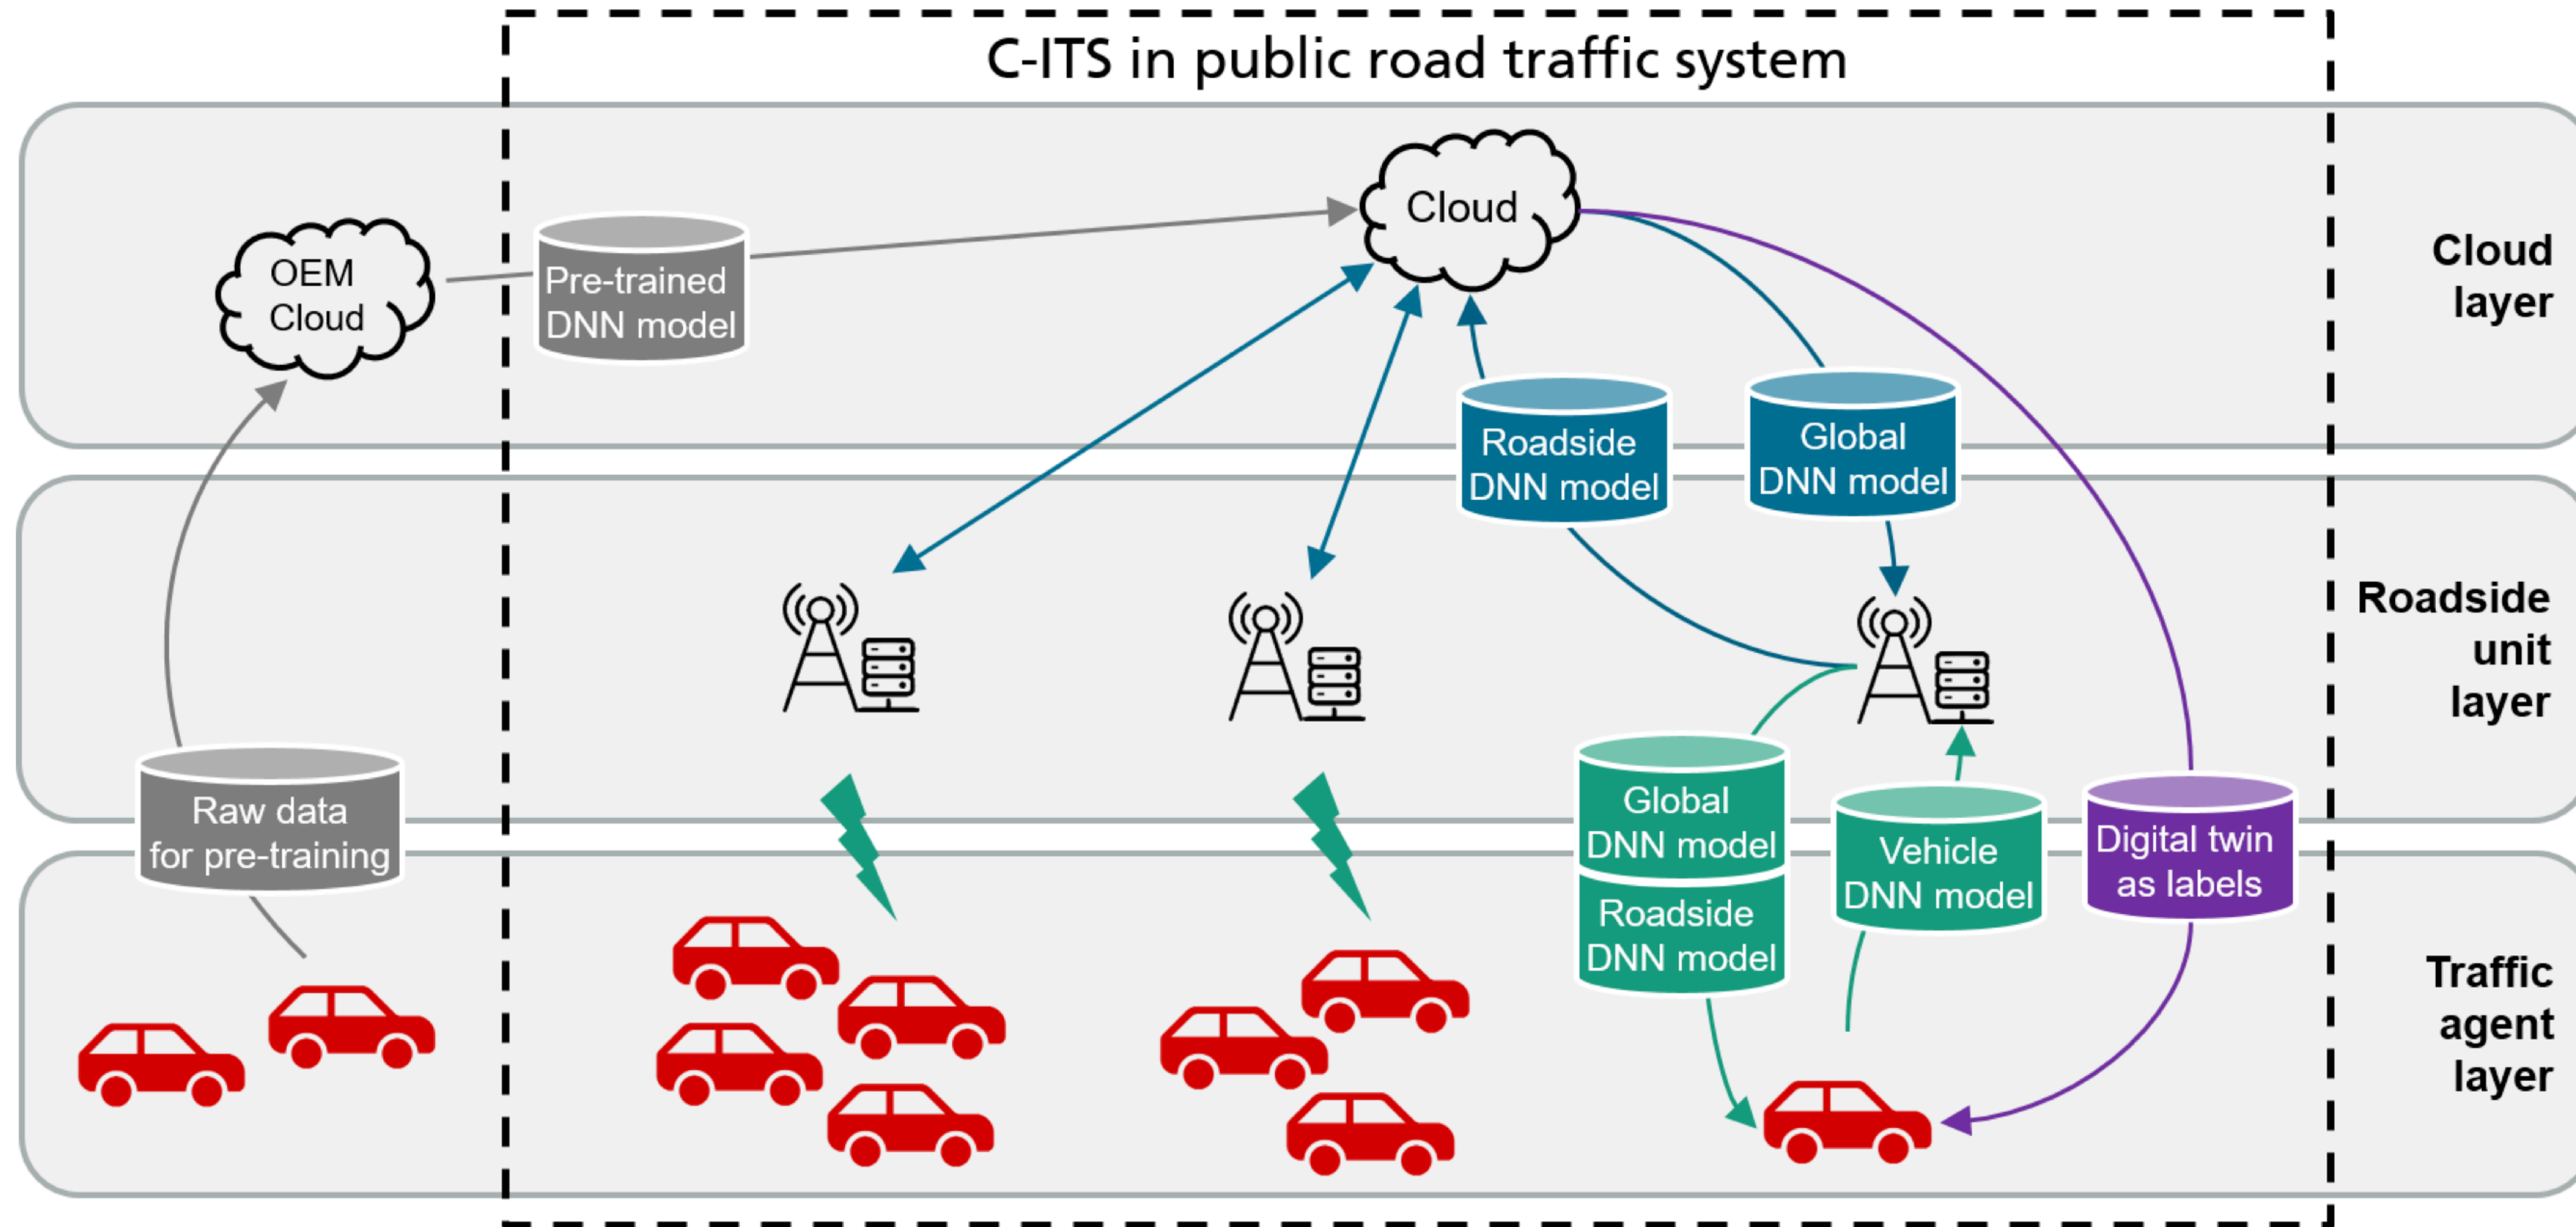 C-ITS in public road traffic system
Cloud
OEM
Cloud
Pre-trained
DNN model
Cloud
layer
Roadside
DNN model
Global
DNN model
Roadside
unit
layer
Raw data
for pre-training
Global
DNN model
Roadside
DNN model
Vehicle
DNN model
Digital twin
as labels
Traffic
agent
layer